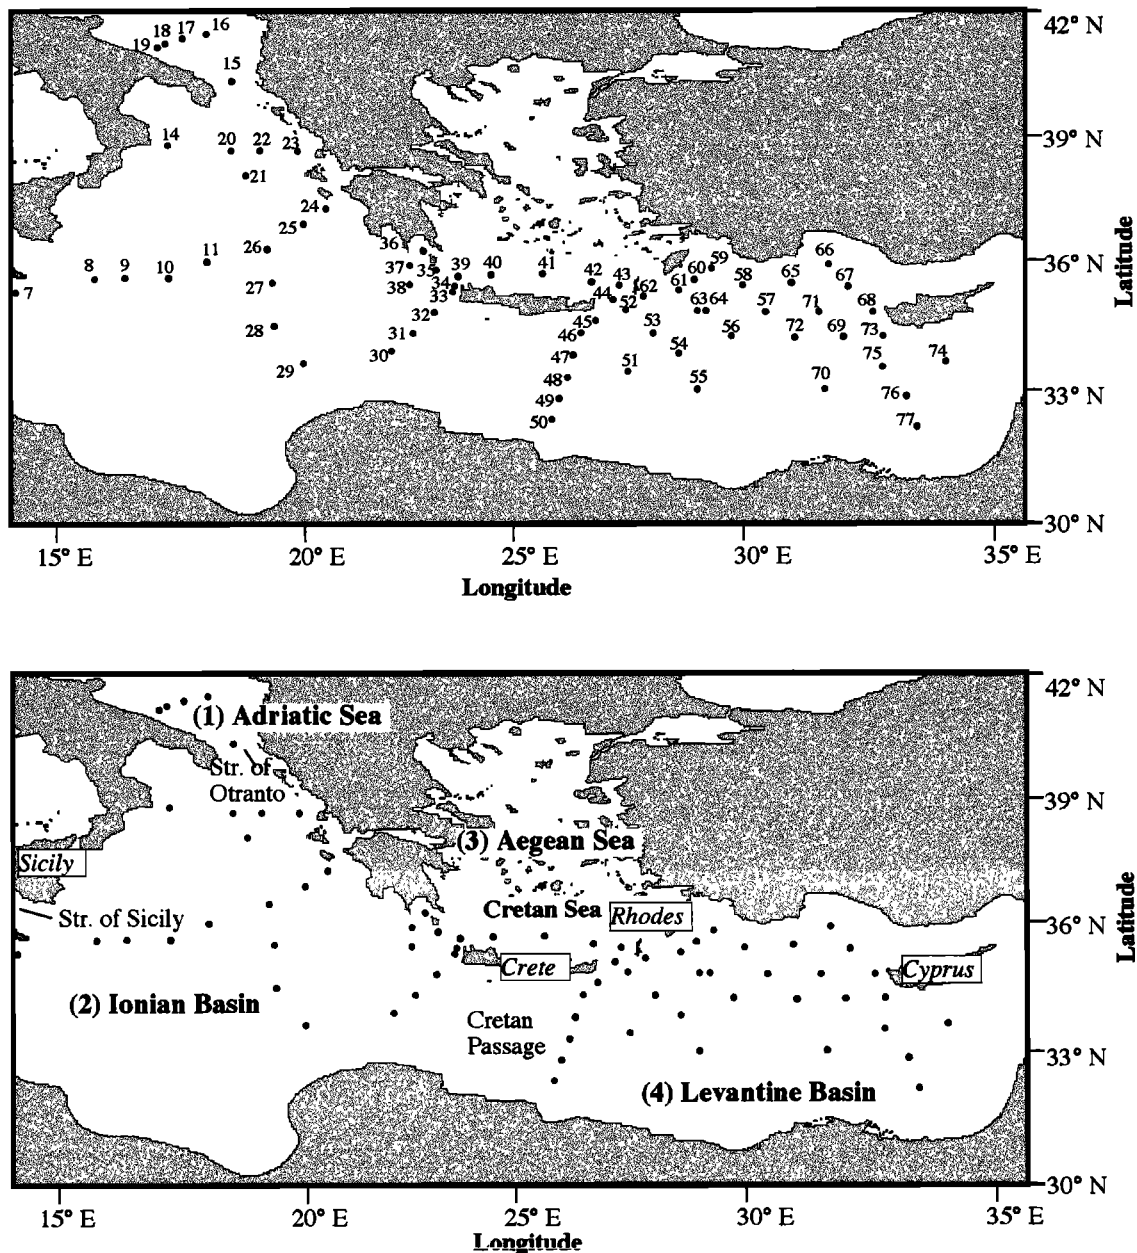 42° N
18 17 16
19
15
39° N
14 20 22 23
21
24
25
36° N
8 9 10 11 26 36 37 35 39 40 41 42 43 60 59 58 65 66 67
7 27 38 34 33 44 62 61
28 32 31 45 52 53 63 64 57 71 68
29 30 46 47 51 54 56 72 69 73
33° N
48 55 70 75 74
49 76
50 77
30° N
Latitude
15° E 20° E 25° E 30° E 35° E
Longitude
42° N
(1) Adriatic Sea
Str. of
Otranto
39° N
(3) Aegean Sea
Sicily
Str. of Sicily
Cretan Sea
Rhodes
36° N
Crete
Cyprus
(2) Ionian Basin
Cretan
Passage
33° N
(4) Levantine Basin
30° N
Latitude
15° E 20° E 25° E 30° E 35° E
Longitude